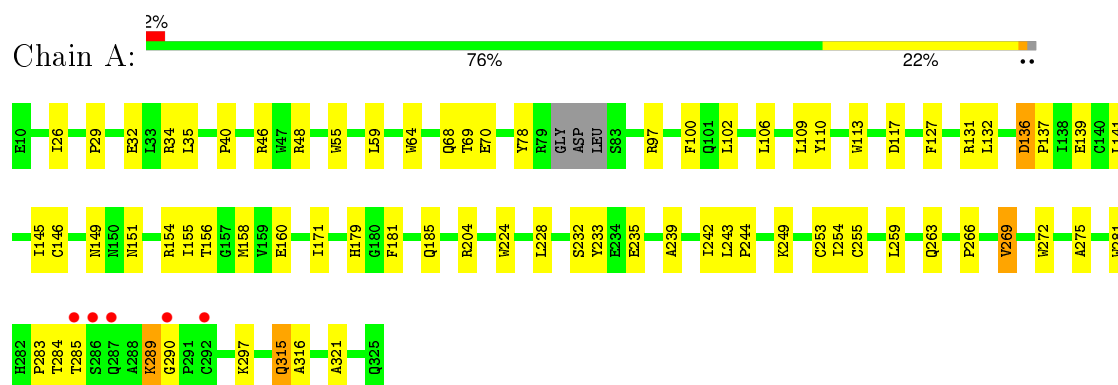 2%
Chain A:
76% 22% ••
E10 I26 P29 E32 L33 R34 L35 P40 R46 W47 R48 W55 L59 W64 Q68 T69 E70 Y78 R79 GLY ASP LEU S83 R97 F100 Q101 L102 L106 L109 Y110 W113 D117 F127 R131 L132 D136 P137 I138 E139 C140 L141
I145 C146 N149 N150 N151 R154 I155 T156 G157 M158 V159 E160 I171 H179 G180 F181 Q185 R204 W224 L228 S232 Y233 E234 E235 A239 I242 L243 P244 K249 C253 I254 C255 L259 Q263 P266 V269 W272 A275 W281
H282 P283 T284 T285 S286 Q287 A288 K289 G290 P291 C292 K297 Q315 A316 A321 Q325